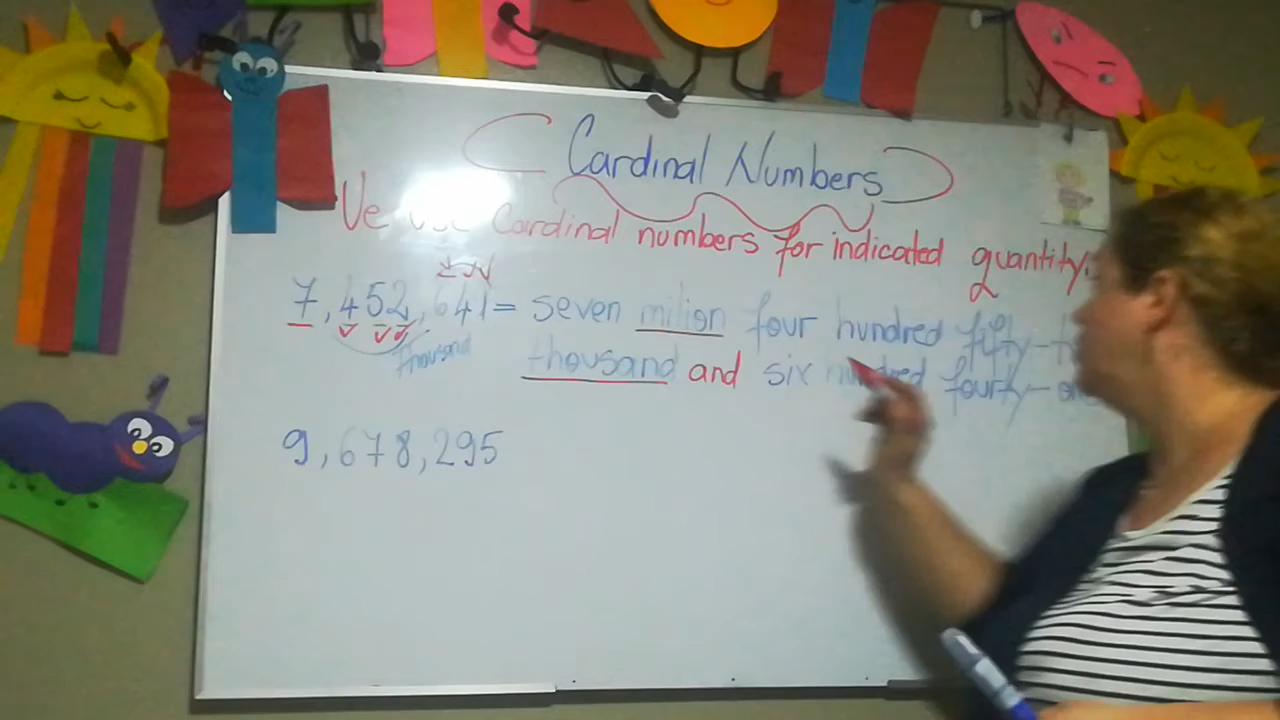 Cardinal Numbers
We use Cardinal numbers for indicated quantity.
7,452,641 = seven milion four hundred fifty-
thousand
thousand and six hundred fourty-one
9,678,295